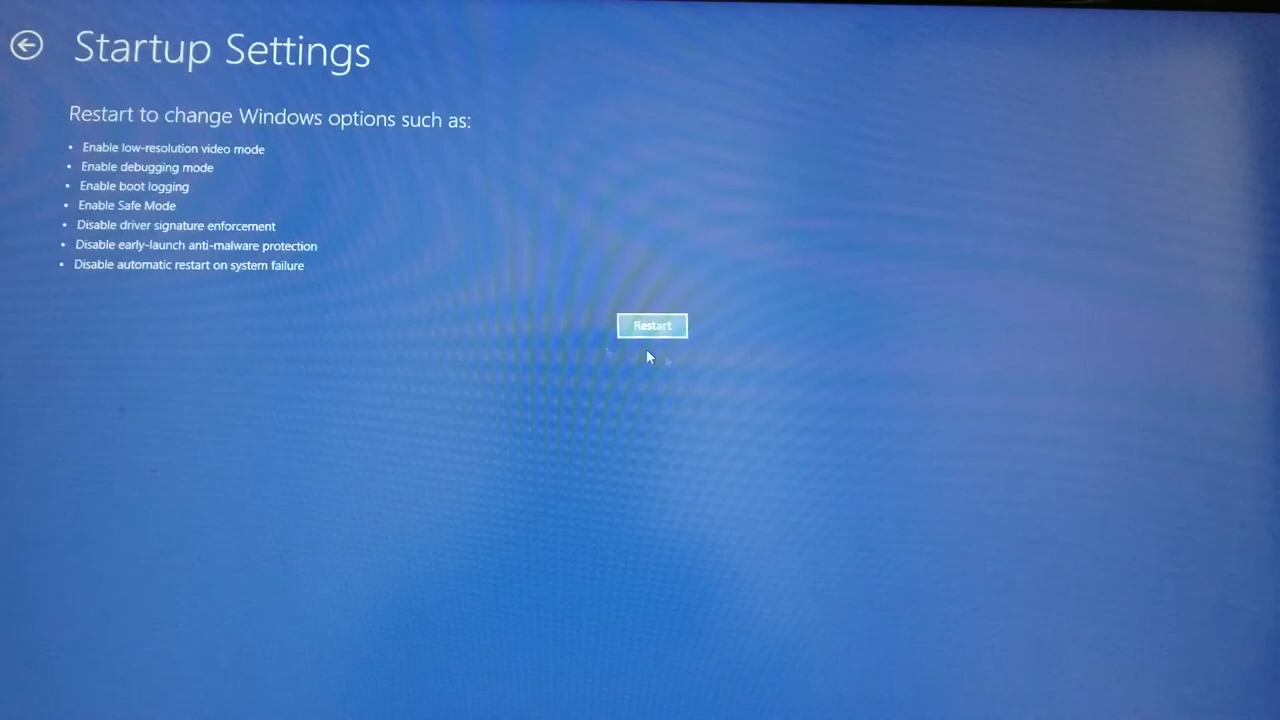 Startup Settings
Restart to change Windows options such as:
• Enable low-resolution video mode
• Enable debugging mode
• Enable boot logging
• Enable Safe Mode
• Disable driver signature enforcement
• Disable early-launch anti-malware protection
• Disable automatic restart on system failure
Restart